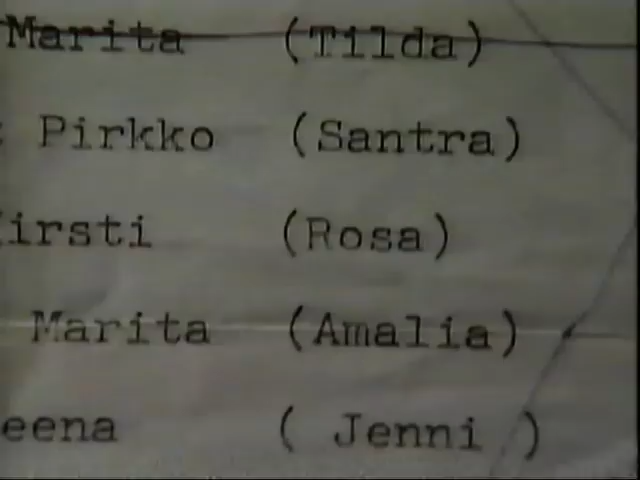 Marita (Tilda)
Pirkko (Santra)
irsti (Rosa)
Marita (Amalia)
eena ( Jenni )